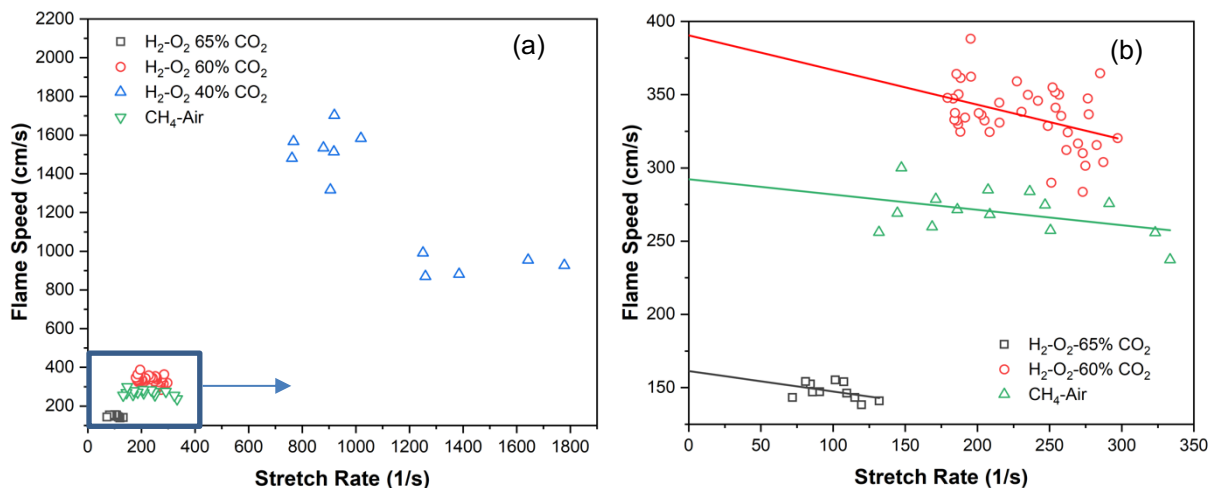 2200
2000
1800
1600
1400
1200
1000
800
600
400
200
Flame Speed (cm/s)
(a)
H₂-O₂ 65% CO₂
H₂-O₂ 60% CO₂
H₂-O₂ 40% CO₂
CH₄-Air
0 200 400 600 800 1000 1200 1400 1600 1800
Stretch Rate (1/s)
400
350
300
250
200
150
Flame Speed (cm/s)
(b)
H₂-O₂-65% CO₂
H₂-O₂-60% CO₂
CH₄-Air
0 50 100 150 200 250 300 350
Stretch Rate (1/s)